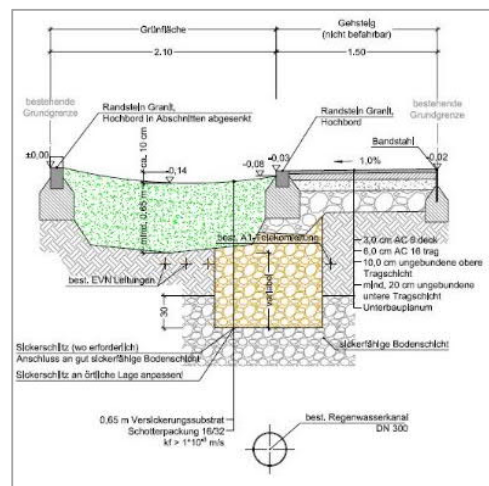 Grünfläche
Gehsteig
(nicht befahrbar)
2.10
1.50
bestehende
Grundgrenze
bestehende
Grundgrenze
Randstein Granit,
Hochbord in Abschnitten abgesenkt
Randstein Granit,
Hochbord
Bandstahl
±0,00
ca. 10 cm
-0,14
-0,08
-0,03
1,0%
-0,02
mind. 0,65 m
best. A1-Telekomleitung
best. EVN Leitungen
variabel
30
3,0 cm AC 8 deck
6,0 cm AC 16 trag
10,0 cm ungebundene obere
Tragschicht
mind. 20 cm ungebundene
untere Tragschicht
Unterbauplanum
Sickerschlitz (wo erforderlich)
Anschluss an gut sickerfähige Bodenschicht
Sickerschlitz an örtliche Lage anpassen!
sickerfähige Bodenschicht
0,65 m Versickerungssubstrat
Schotterpackung 16/32
kf > 1*10⁻³ m/s
best. Regenwasserkanal
DN 300